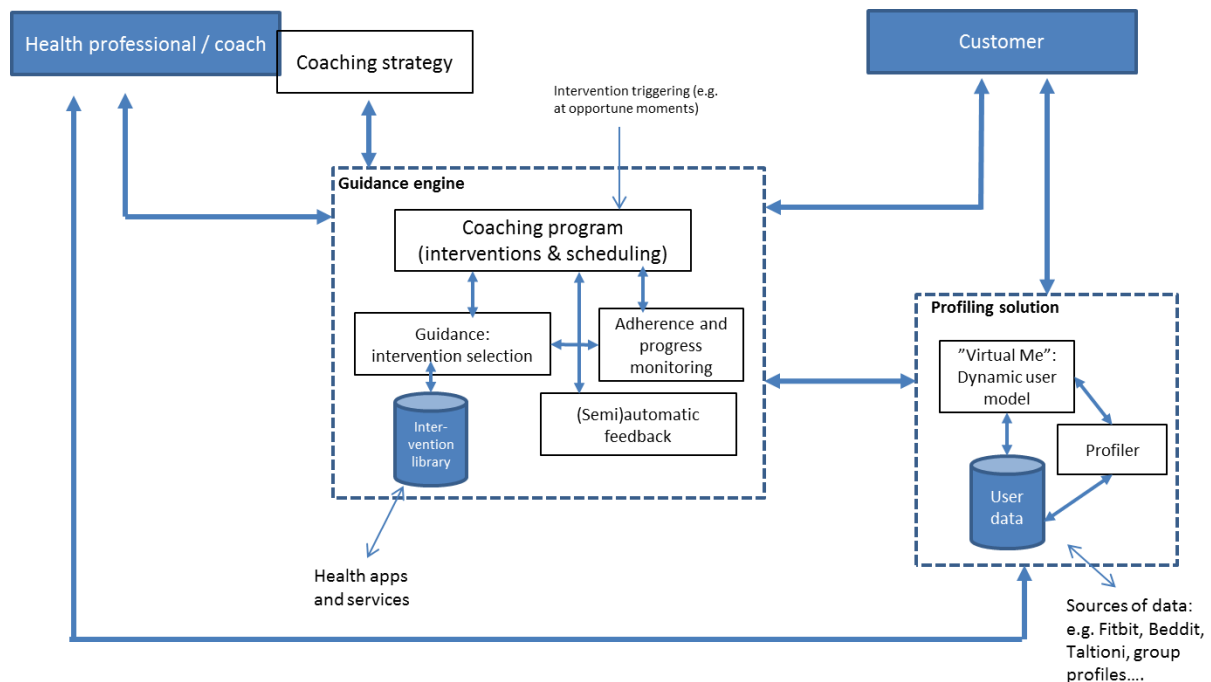 Health professional / coach
Coaching strategy
Customer
Intervention triggering (e.g.
at opportune moments)
Guidance engine
Coaching program
(interventions & scheduling)
Guidance:
intervention selection
Adherence and
progress
monitoring
(Semi)automatic
feedback
Inter-
vention
library
Health apps
and services
Profiling solution
”Virtual Me”:
Dynamic user
model
Profiler
User
data
Sources of data:
e.g. Fitbit, Beddit,
Taltioni, group
profiles....